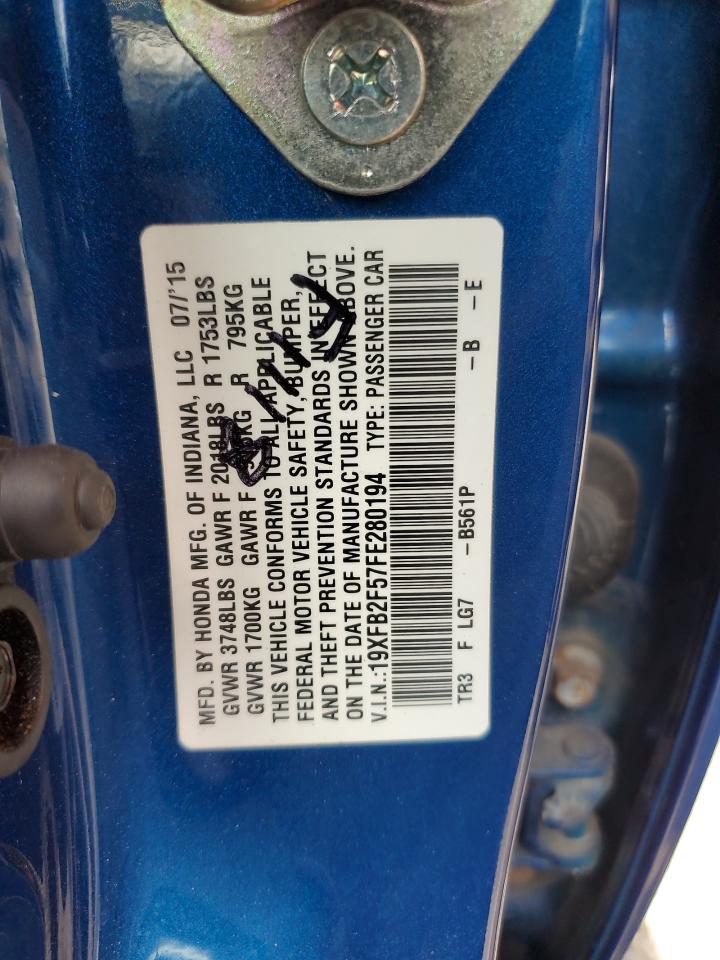 MFD. BY HONDA MFG. OF INDIANA, LLC 07/'15
GVWR 3748LBS GAWR F 2018LBS R 1753LBS
GVWR 1700KG GAWR F KG R 795KG
THIS VEHICLE CONFORMS TO ALL APPLICABLE
FEDERAL MOTOR VEHICLE SAFETY, BUMPER,
AND THEFT PREVENTION STANDARDS IN EFFECT
ON THE DATE OF MANUFACTURE SHOWN ABOVE.
V.I.N.:19XFB2F57FE280194 TYPE: PASSENGER CAR
TR3 F LG7 -B561P -B -E